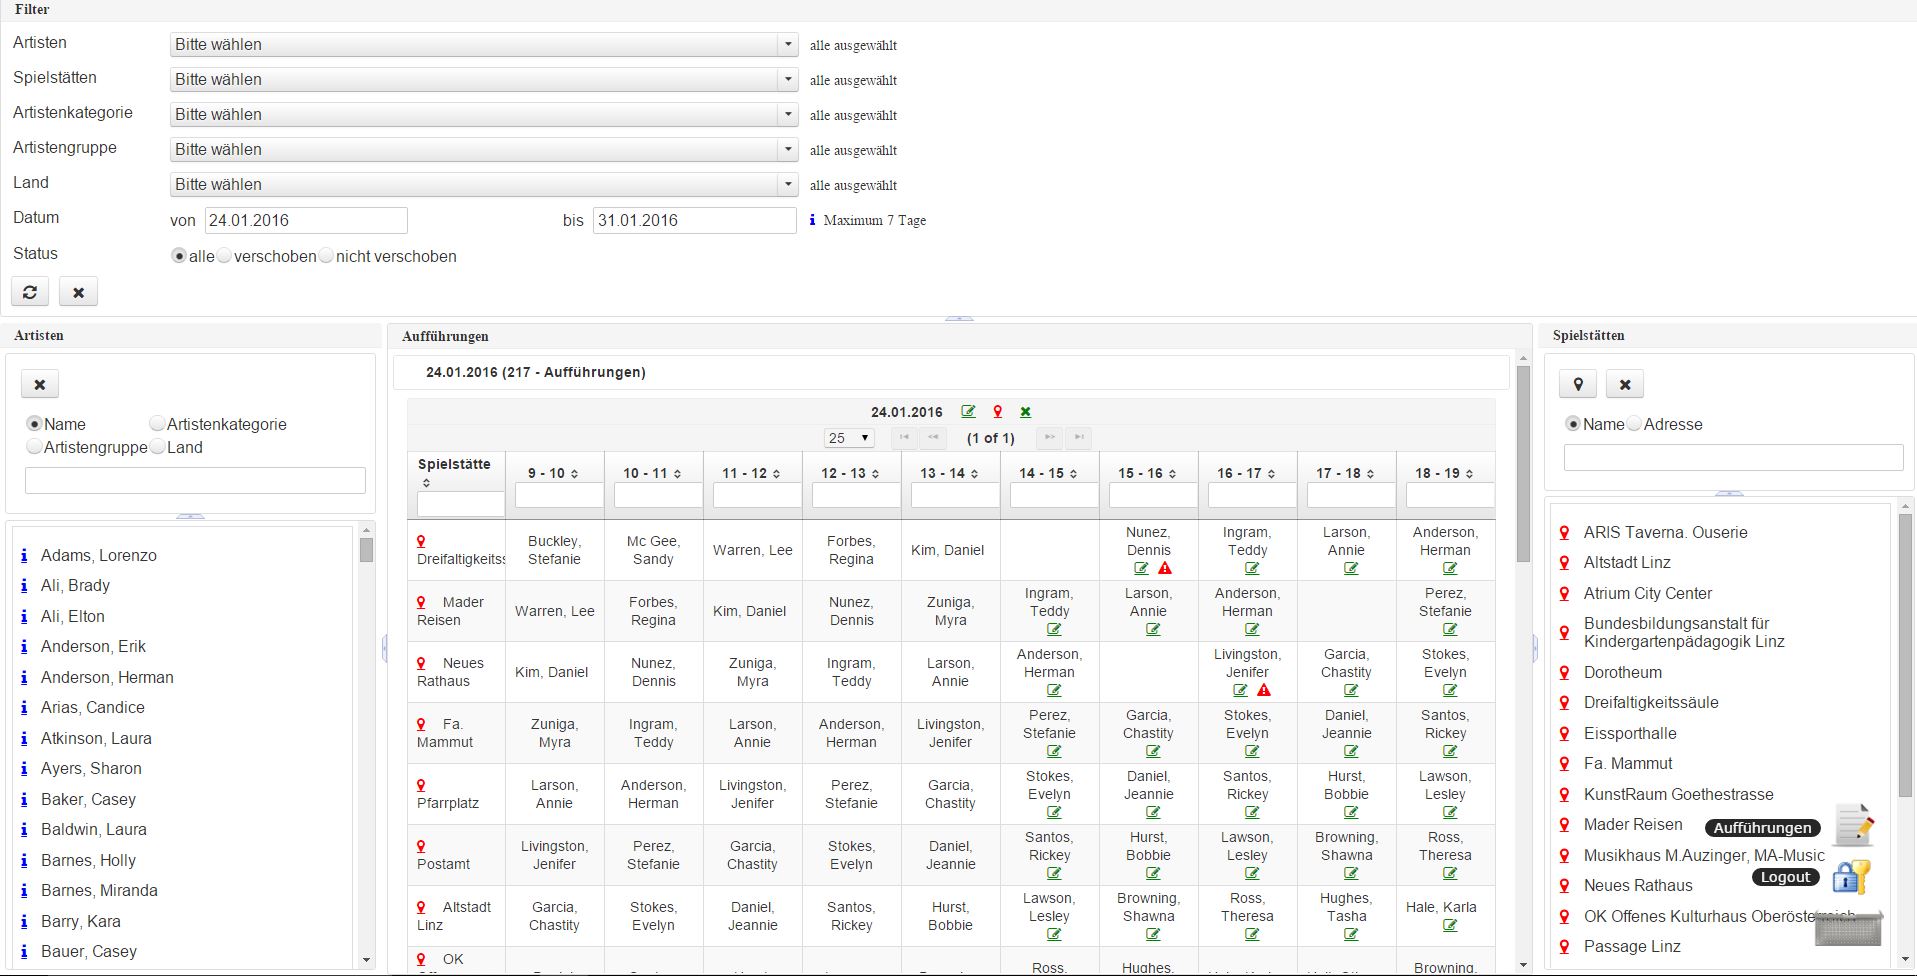 Filter
Artisten Bitte wählen alle ausgewählt
Spielstätten Bitte wählen alle ausgewählt
Artistenkategorie Bitte wählen alle ausgewählt
Artistengruppe Bitte wählen alle ausgewählt
Land Bitte wählen alle ausgewählt
Datum von 24.01.2016 bis 31.01.2016 Maximum 7 Tage
Status alle verschoben nicht verschoben
Artisten
Name Artistenkategorie
Artistengruppe Land
Adams, Lorenzo
Ali, Brady
Ali, Elton
Anderson, Erik
Anderson, Herman
Arias, Candice
Atkinson, Laura
Ayers, Sharon
Baker, Casey
Baldwin, Laura
Barnes, Holly
Barnes, Miranda
Barry, Kara
Bauer, Casey
Aufführungen
24.01.2016 (217 - Aufführungen)
24.01.2016
25 (1 of 1)
Spielstätte 9 - 10 10 - 11 11 - 12 12 - 13 13 - 14 14 - 15 15 - 16 16 - 17 17 - 18 18 - 19
Dreifaltigkeitss Buckley, Stefanie Mc Gee, Sandy Warren, Lee Forbes, Regina Kim, Daniel Nunez, Dennis Ingram, Teddy Larson, Annie Anderson, Herman
Mader Reisen Warren, Lee Forbes, Regina Kim, Daniel Nunez, Dennis Zuniga, Myra Ingram, Teddy Larson, Annie Anderson, Herman Perez, Stefanie
Neues Rathaus Kim, Daniel Nunez, Dennis Zuniga, Myra Ingram, Teddy Larson, Annie Anderson, Herman Livingston, Jenifer Garcia, Chastity Stokes, Evelyn
Fa. Mammut Zuniga, Myra Ingram, Teddy Larson, Annie Anderson, Herman Livingston, Jenifer Perez, Stefanie Garcia, Chastity Stokes, Evelyn Daniel, Jeannie Santos, Rickey
Pfarrplatz Larson, Annie Anderson, Herman Livingston, Jenifer Perez, Stefanie Garcia, Chastity Stokes, Evelyn Daniel, Jeannie Santos, Rickey Hurst, Bobbie Lawson, Lesley
Postamt Livingston, Jenifer Perez, Stefanie Garcia, Chastity Stokes, Evelyn Daniel, Jeannie Santos, Rickey Hurst, Bobbie Lawson, Lesley Browning, Shawna Ross, Theresa
Altstadt Linz Garcia, Chastity Stokes, Evelyn Daniel, Jeannie Santos, Rickey Hurst, Bobbie Lawson, Lesley Browning, Shawna Ross, Theresa Hughes, Tasha Hale, Karla
OK Ross, Hughes, Browning,
Spielstätten
Name Adresse
ARIS Taverna. Ouserie
Altstadt Linz
Atrium City Center
Bundesbildungsanstalt für
Kindergartenpädagogik Linz
Dorotheum
Dreifaltigkeitssäule
Eissporthalle
Fa. Mammut
KunstRaum Goethestrasse
Mader Reisen
Aufführungen
Musikhaus M.Auzinger, MA-Music
Logout
Neues Rathaus
OK Offenes Kulturhaus Oberösterreich
Passage Linz